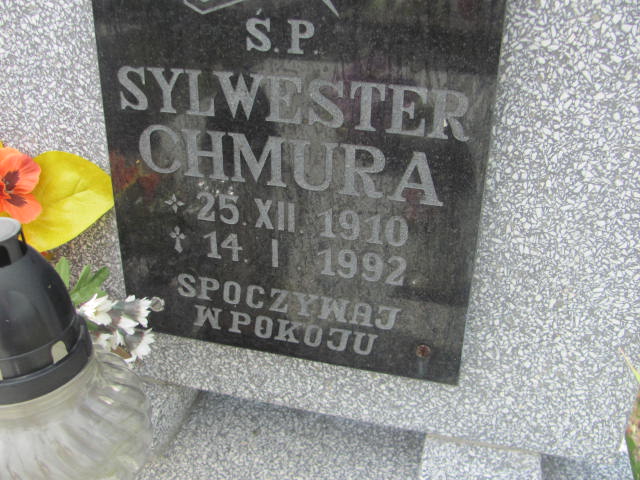 Ś.P.
SYLWESTER
CHMURA
* 25. XII. 1910
✝ 14. I 1992
SPOCZYWAJ
W POKOJU